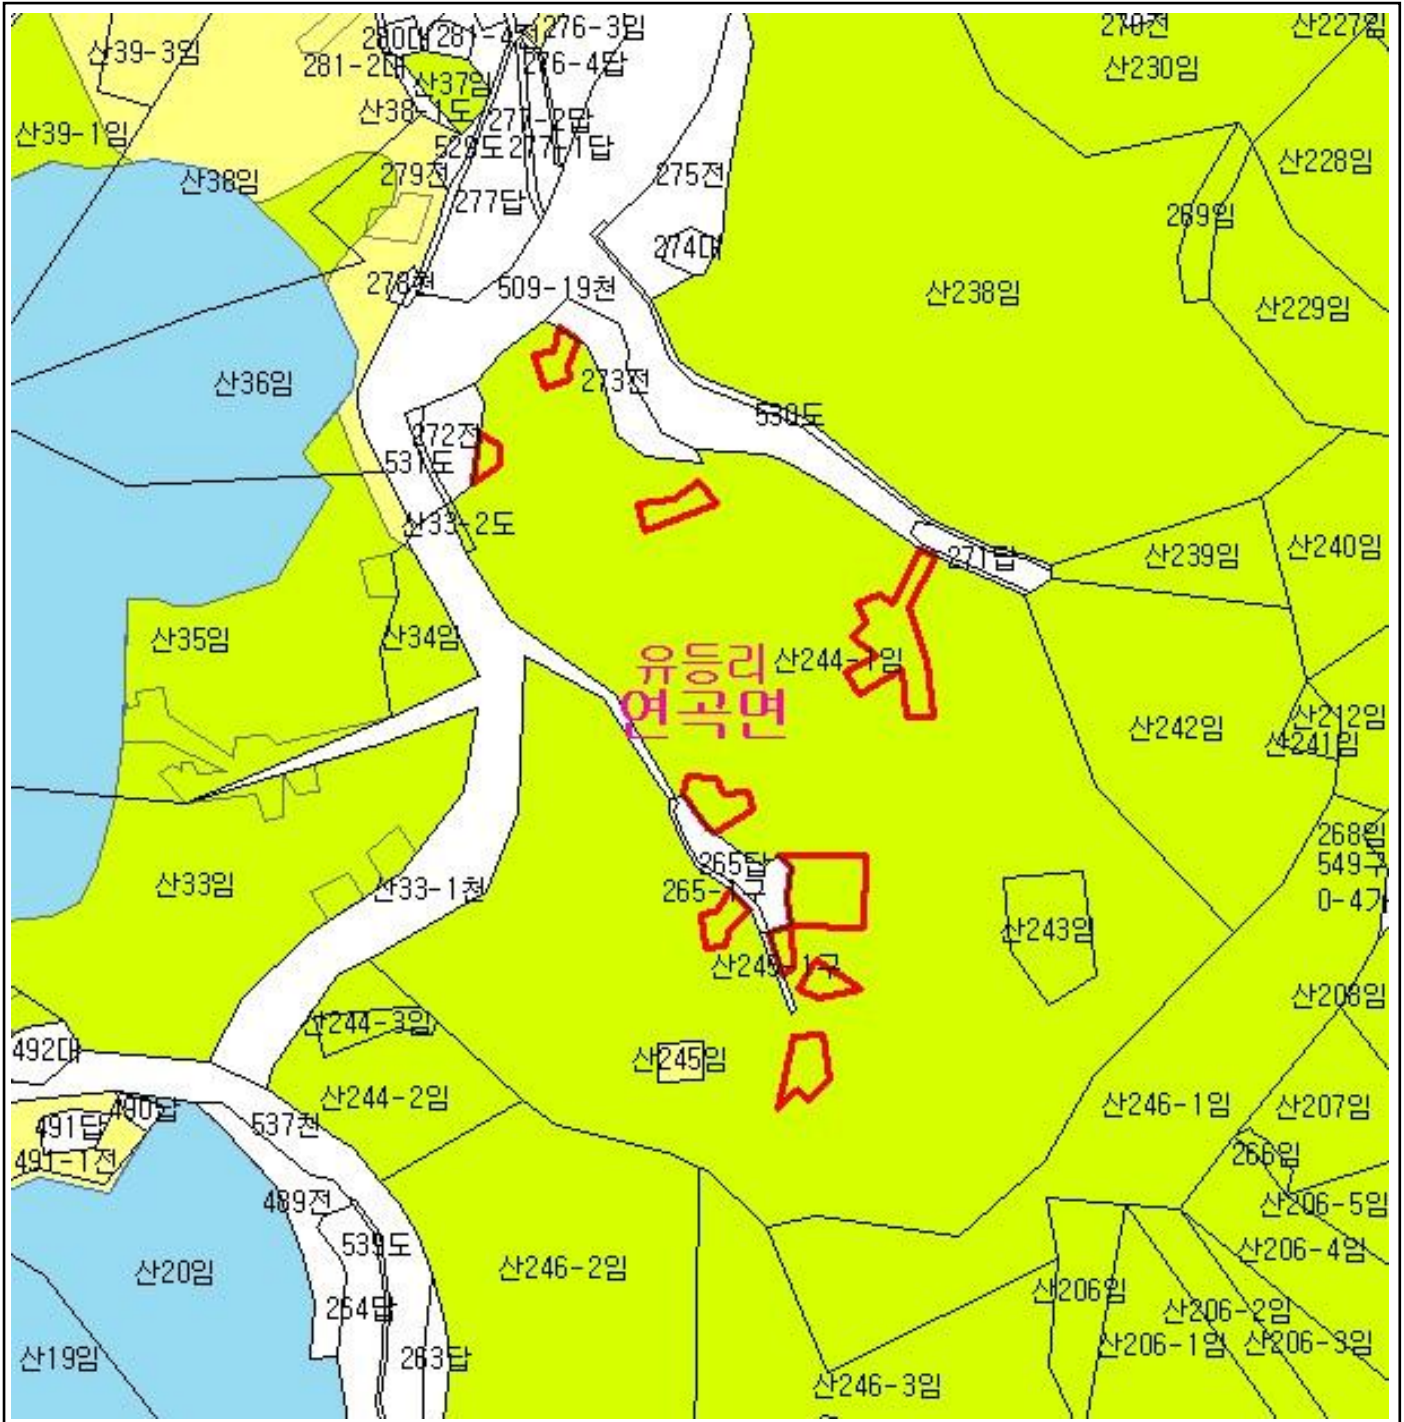 276-3임
산227임
산39-3임
281-2대
276-4답
산230임
산37임
산38-1도
277-2답
산39-1임
529도
277-1답
산228임
279전
275전
산38임
277답
269임
274대
278전
509-19천
산238임
산229임
산36임
273전
530도
272전
531도
산33-2도
271답
산239임
산240임
산35임
산34임
유등리
산244-1임
연곡면
산242임
산212임
산241임
268임
265답
549구
산33임
산33-1천
265-1구
산243임
산245-1구
산208임
산244-3임
492대
산245임
산244-2임
산246-1임
산207임
490답
491답
537천
491-1전
266임
489전
산206-5임
539도
산206-4임
산20임
산246-2임
산206임
264답
산206-2임
산206-1임
산206-3임
산19임
263답
산246-3임